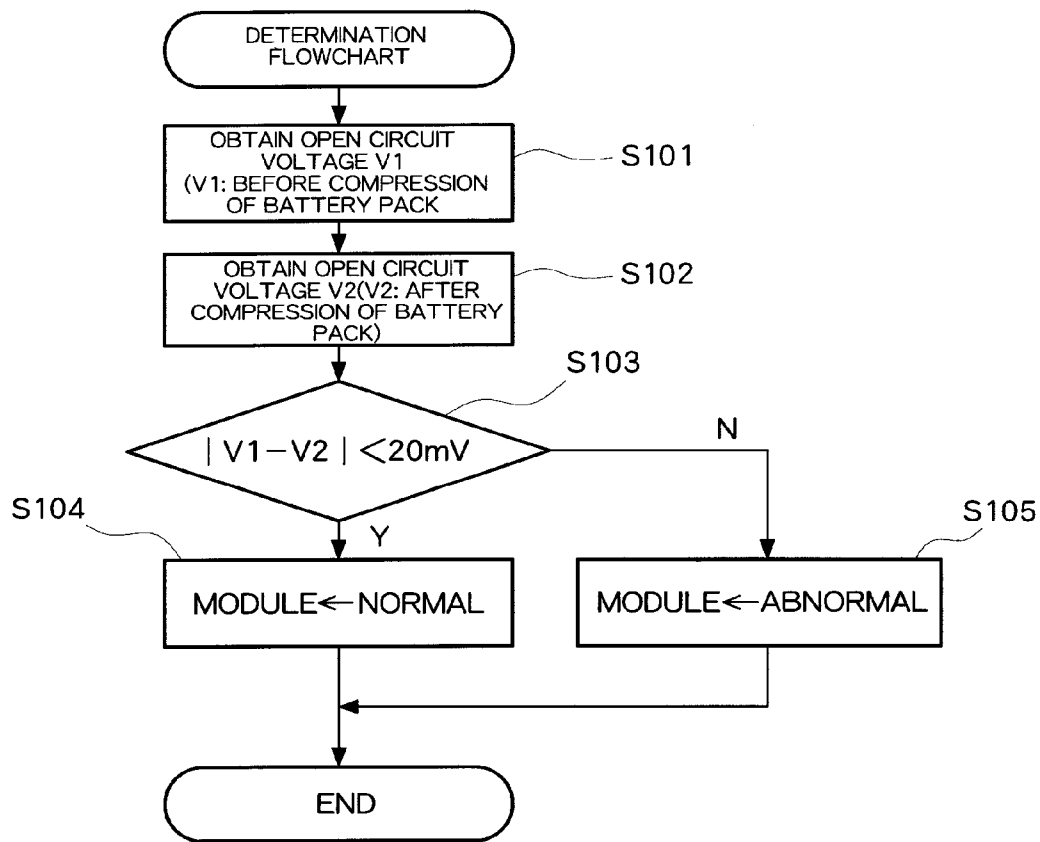 DETERMINATION
FLOWCHART
OBTAIN OPEN CIRCUIT
VOLTAGE V1
(V1: BEFORE COMPRESSION
OF BATTERY PACK
S101
OBTAIN OPEN CIRCUIT
VOLTAGE V2(V2: AFTER
COMPRESSION OF BATTERY
PACK)
S102
S103
| V1-V2 | <20mV
N
S104
Y
S105
MODULE←NORMAL
MODULE←ABNORMAL
END